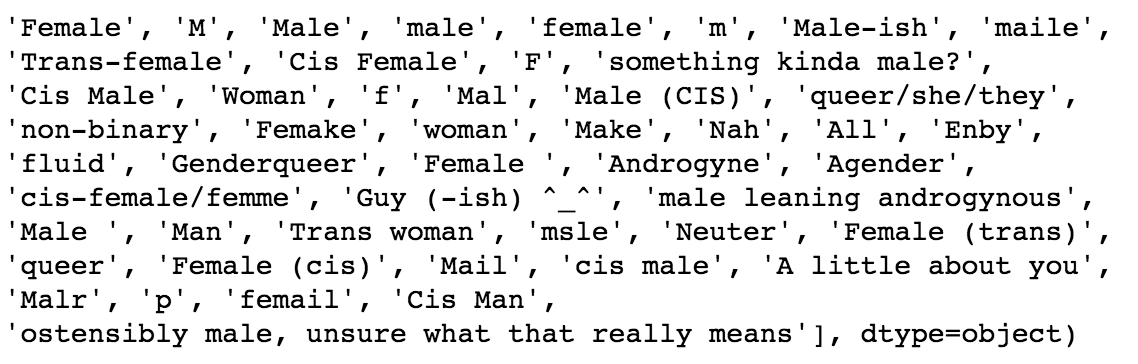 'Female', 'M', 'Male', 'male', 'female', 'm', 'Male-ish', 'maile',
'Trans-female', 'Cis Female', 'F', 'something kinda male?',
'Cis Male', 'Woman', 'f', 'Mal', 'Male (CIS)', 'queer/she/they',
'non-binary', 'Femake', 'woman', 'Make', 'Nah', 'All', 'Enby',
'fluid', 'Genderqueer', 'Female ', 'Androgyne', 'Agender',
'cis-female/femme', 'Guy (-ish) ^_^', 'male leaning androgynous',
'Male ', 'Man', 'Trans woman', 'msle', 'Neuter', 'Female (trans)',
'queer', 'Female (cis)', 'Mail', 'cis male', 'A little about you',
'Malr', 'p', 'femail', 'Cis Man',
'ostensibly male, unsure what that really means'], dtype=object)